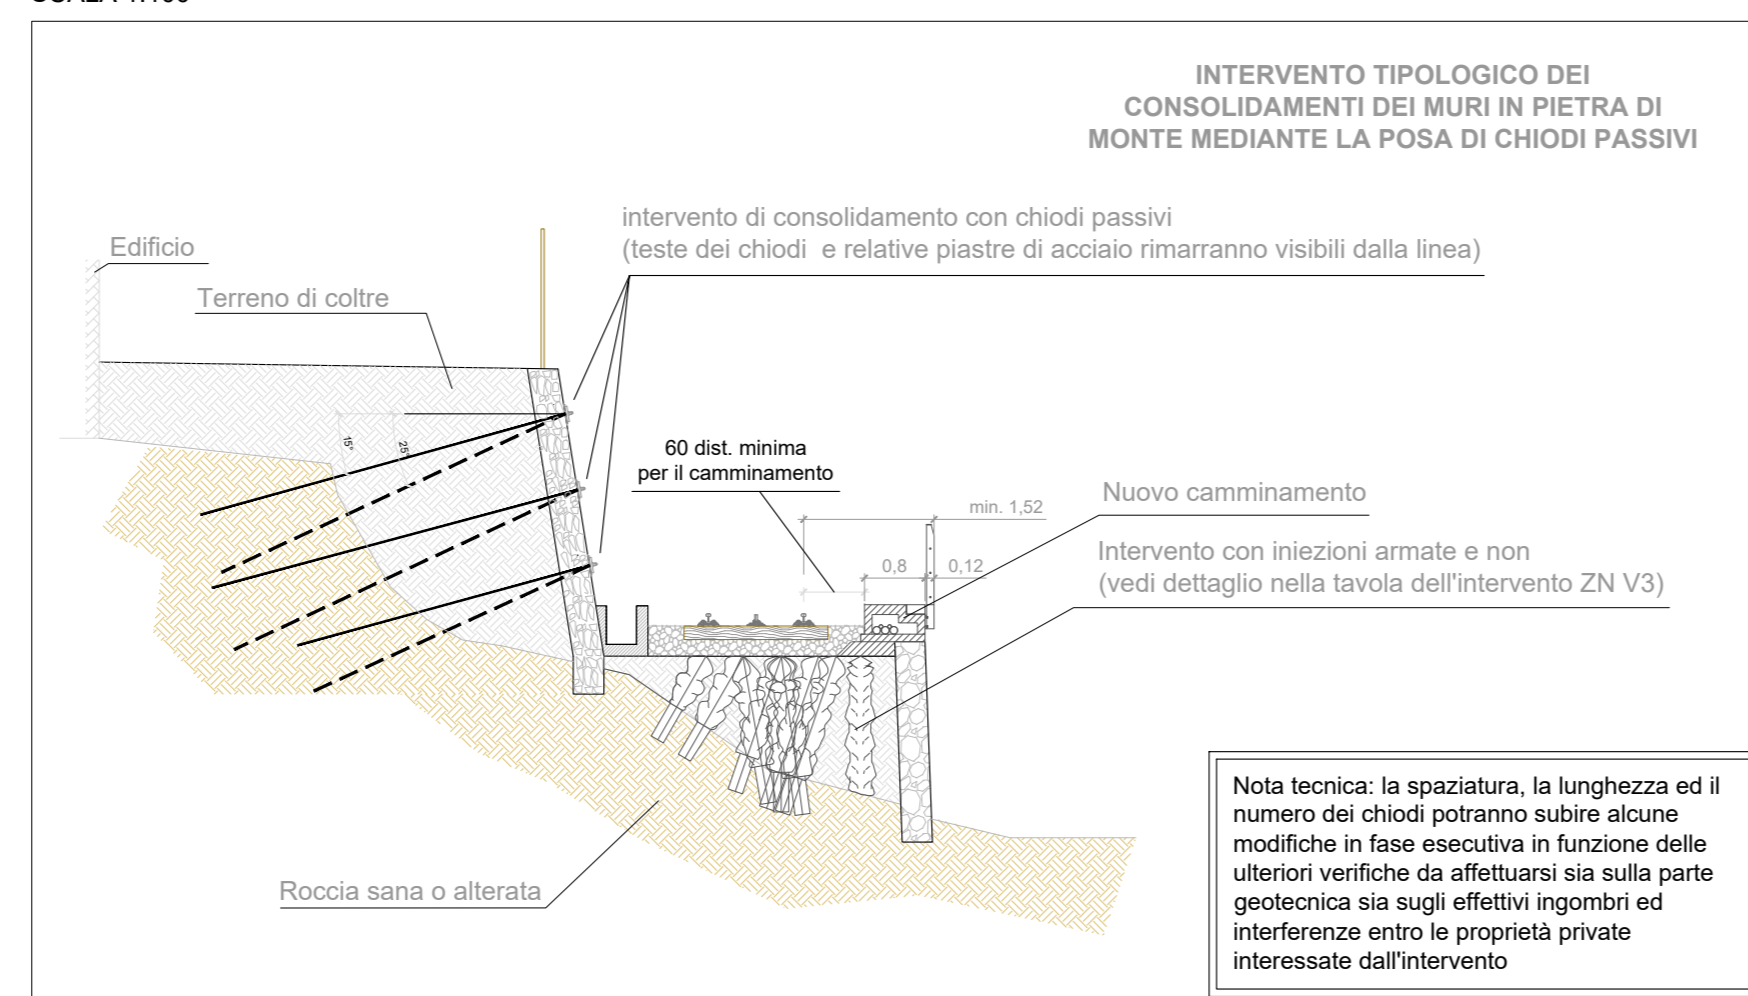 INTERVENTO TIPOLOGICO DEI
CONSOLIDAMENTI DEI MURI IN PIETRA DI
MONTE MEDIANTE LA POSA DI CHIODI PASSIVI
intervento di consolidamento con chiodi passivi
(teste dei chiodi e relative piastre di acciaio rimarranno visibili dalla linea)
Edificio
Terreno di coltre
15°
25°
60 dist. minima
per il camminamento
min. 1,52
0,8
0,12
Nuovo camminamento
Intervento con iniezioni armate e non
(vedi dettaglio nella tavola dell'intervento ZN V3)
Roccia sana o alterata
Nota tecnica: la spaziatura, la lunghezza ed il
numero dei chiodi potranno subire alcune
modifiche in fase esecutiva in funzione delle
ulteriori verifiche da affettuarsi sia sulla parte
geotecnica sia sugli effettivi ingombri ed
interferenze entro le proprietà private
interessate dall'intervento